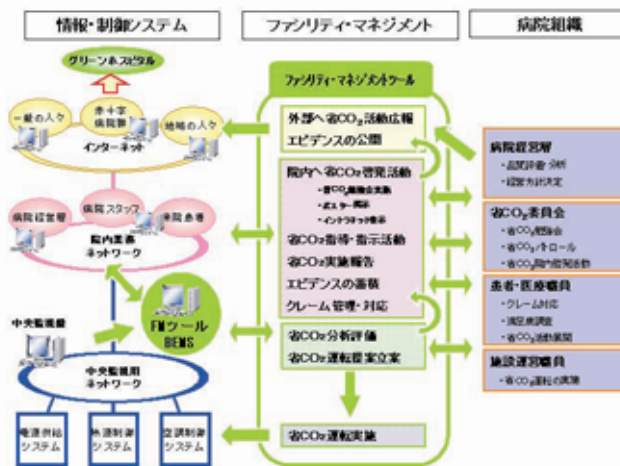 情報・制御システム
ファシリティ・マネジメント
病院組織
グリーンホスピタル
一般の人々
赤十字
病院
地域の人々
インターネット
病院経営層
病院スタッフ
来院患者
院内業務
ネットワーク
中央監視盤
FMツール
BEMS
中央監視用
ネットワーク
電源供給
システム
熱源制御
システム
空調制御
システム
ファシリティ・マネジメントツール
外部へ省CO₂活動広報
エビデンスの公開
院内へ省CO₂啓発活動
・省CO₂勉強会実施
・ポスター掲示
・イントラネット掲示
省CO₂指導・指示活動
省CO₂実施報告
エビデンスの蓄積
クレーム管理・対応
省CO₂分析評価
省CO₂運転提案立案
省CO₂運転実施
病院経営層
・品質評価 分析
・経営方針決定
省CO₂委員会
・省CO₂勉強会
・省CO₂パトロール
・省CO₂院内啓発活動
患者・医療職員
・クレーム対応
・満足度調査
・省CO₂活動展開
施設運営職員
・省CO₂運転の実施